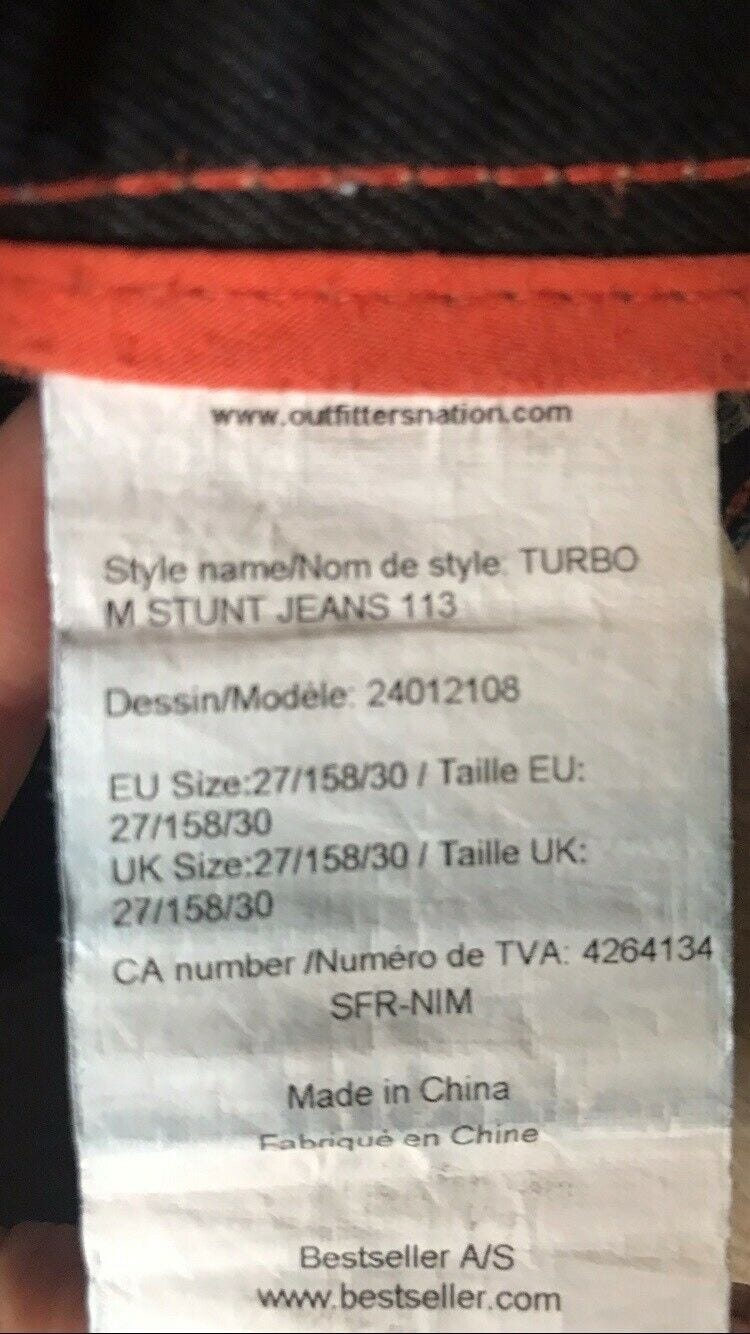 www.outfittersnation.com
Style name/Nom de style: TURBO
M STUNT JEANS 113
Dessin/Modèle: 24012108
EU Size:27/158/30 / Taille EU:
27/158/30
UK Size:27/158/30 / Taille UK:
27/158/30
CA number /Numéro de TVA: 4264134
SFR-NIM
Made in China
Fabriqué en Chine
Bestseller A/S
www.bestseller.com